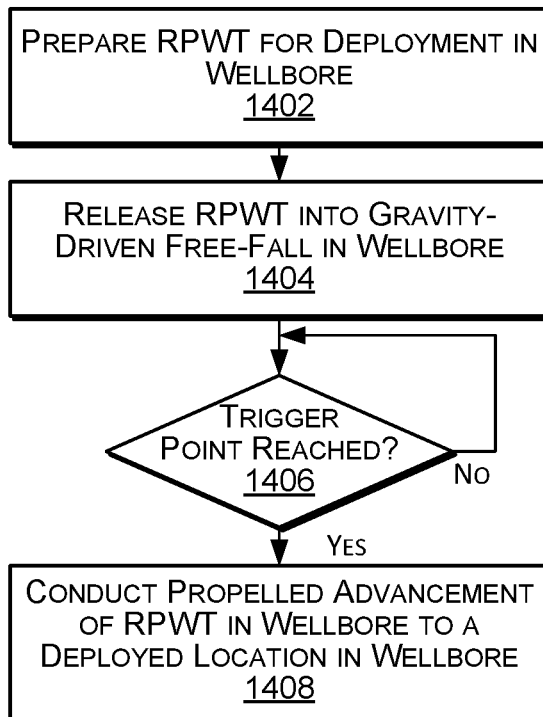 PREPARE RPWT FOR DEPLOYMENT IN
WELLBORE
1402
RELEASE RPWT INTO GRAVITY-
DRIVEN FREE-FALL IN WELLBORE
1404
TRIGGER
POINT REACHED?
1406
NO
YES
CONDUCT PROPELLED ADVANCEMENT
OF RPWT IN WELLBORE TO A
DEPLOYED LOCATION IN WELLBORE
1408